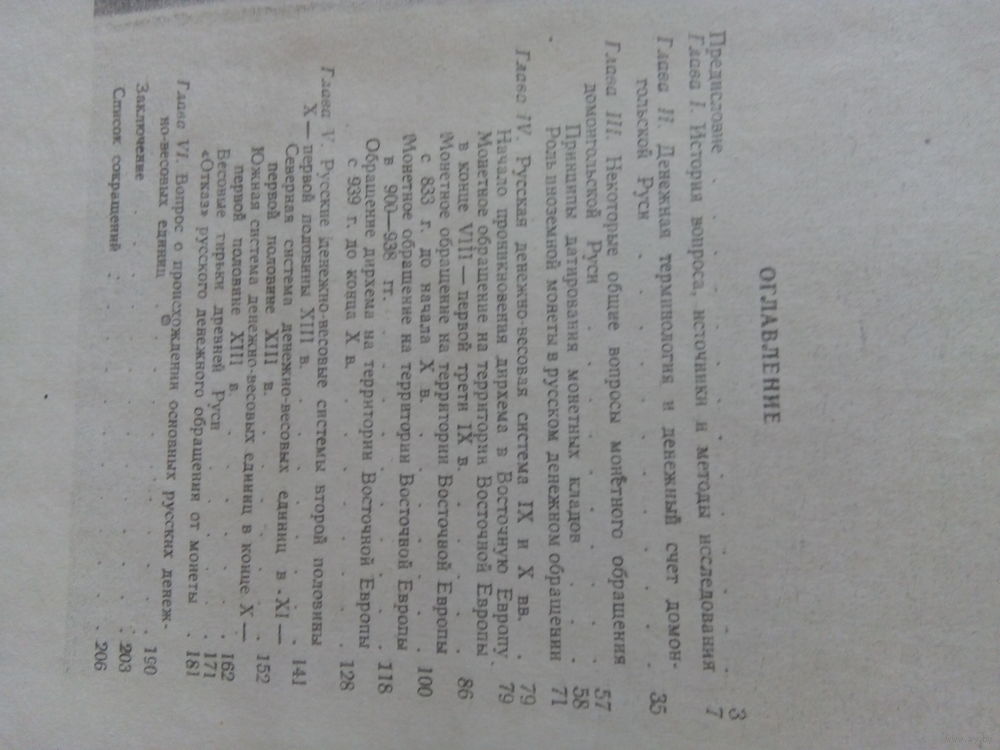 ОГЛАВЛЕНИЕ
Предисловие . . . . . . . . . . 3
Глава I. История вопроса, источники и методы исследования 7
Глава II. Денежная терминология и денежный счет домон-
гольской Руси . . . . . . . . . 35
Глава III. Некоторые общие вопросы монетного обращения
домонгольской Руси . . . . . . . . 57
Принципы датирования монетных кладов . . . . 58
Роль иноземной монеты в русском денежном обращении 71
Глава IV. Русская денежно-весовая система IX и X вв. . 79
Начало проникновения дирхема в Восточную Европу . 79
Монетное обращение на территории Восточной Европы
в конце VIII — первой трети IX в. . . . . . 86
Монетное обращение на территории Восточной Европы
с 833 г. до начала X в. . . . . . . 100
Монетное обращение на территории Восточной Европы
в 900—938 гг. . . . . . . . . 118
Обращение дирхема на территории Восточной Европы
с 939 г. до конца X в. . . . . . . . 128
Глава V. Русские денежно-весовые системы второй половины
X — первой половины XIII в. . . . . . . 141
Северная система денежно-весовых единиц в XI —
первой половине XIII в. . . . . . . 141
Южная система денежно-весовых единиц в конце X —
первой половине XIII в. . . . . . . 152
Весовые гирьки древней Руси . . . . . . 162
«Отказ» русского денежного обращения от монеты . 171
Глава VI. Вопрос о происхождении основных русских денеж-
но-весовых единиц . . . . . . . . 181
Заключение . . . . . . . . . . 190
Список сокращений . . . . . . . . . 203
206